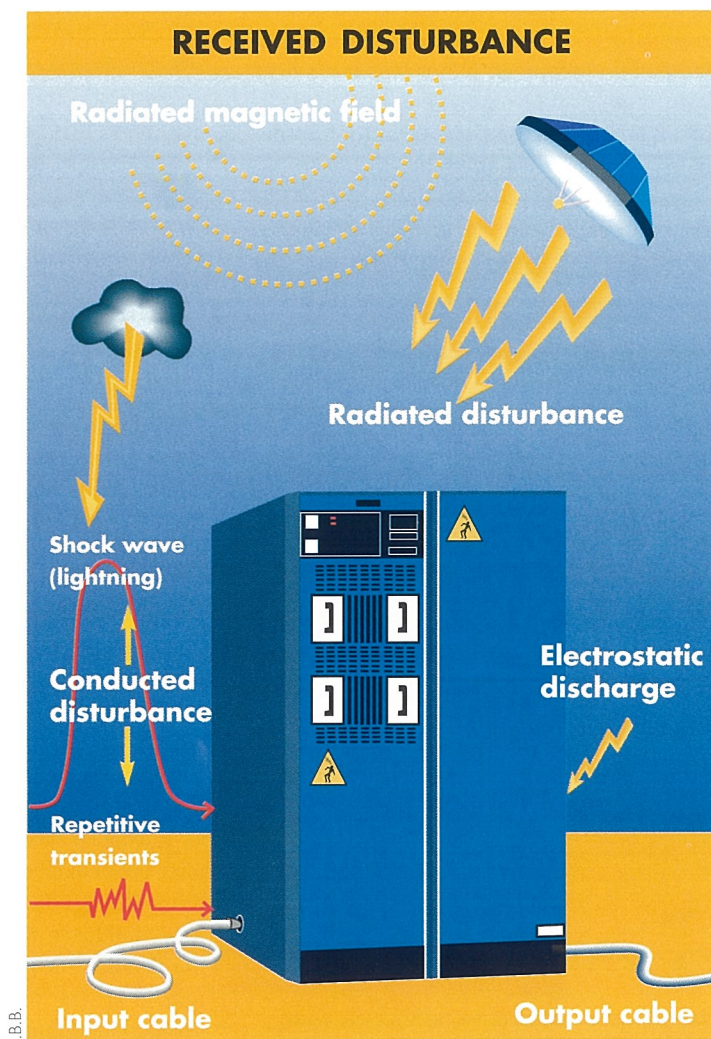 RECEIVED DISTURBANCE
Radiated magnetic field
Radiated disturbance
Shock wave
(lightning)
Conducted
disturbance
Electrostatic
discharge
Repetitive
transients
Input cable
Output cable
.B.B.